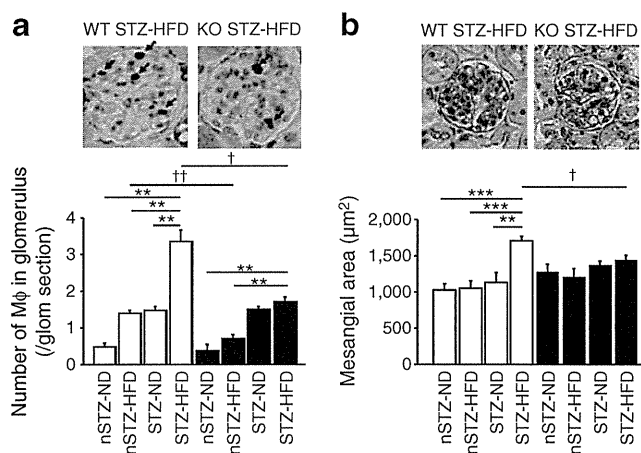 a
WT STZ-HFD KO STZ-HFD
Number of Mϕ in glomerulus
(/glom section)
4
3
2
1
0
†
††
**
**
**
**
**
nSTZ-ND
nSTZ-HFD
STZ-ND
STZ-HFD
nSTZ-ND
nSTZ-HFD
STZ-ND
STZ-HFD
b
WT STZ-HFD KO STZ-HFD
Mesangial area (μm²)
2,000
1,500
1,000
500
0
†
***
***
**
nSTZ-ND
nSTZ-HFD
STZ-ND
STZ-HFD
nSTZ-ND
nSTZ-HFD
STZ-ND
STZ-HFD